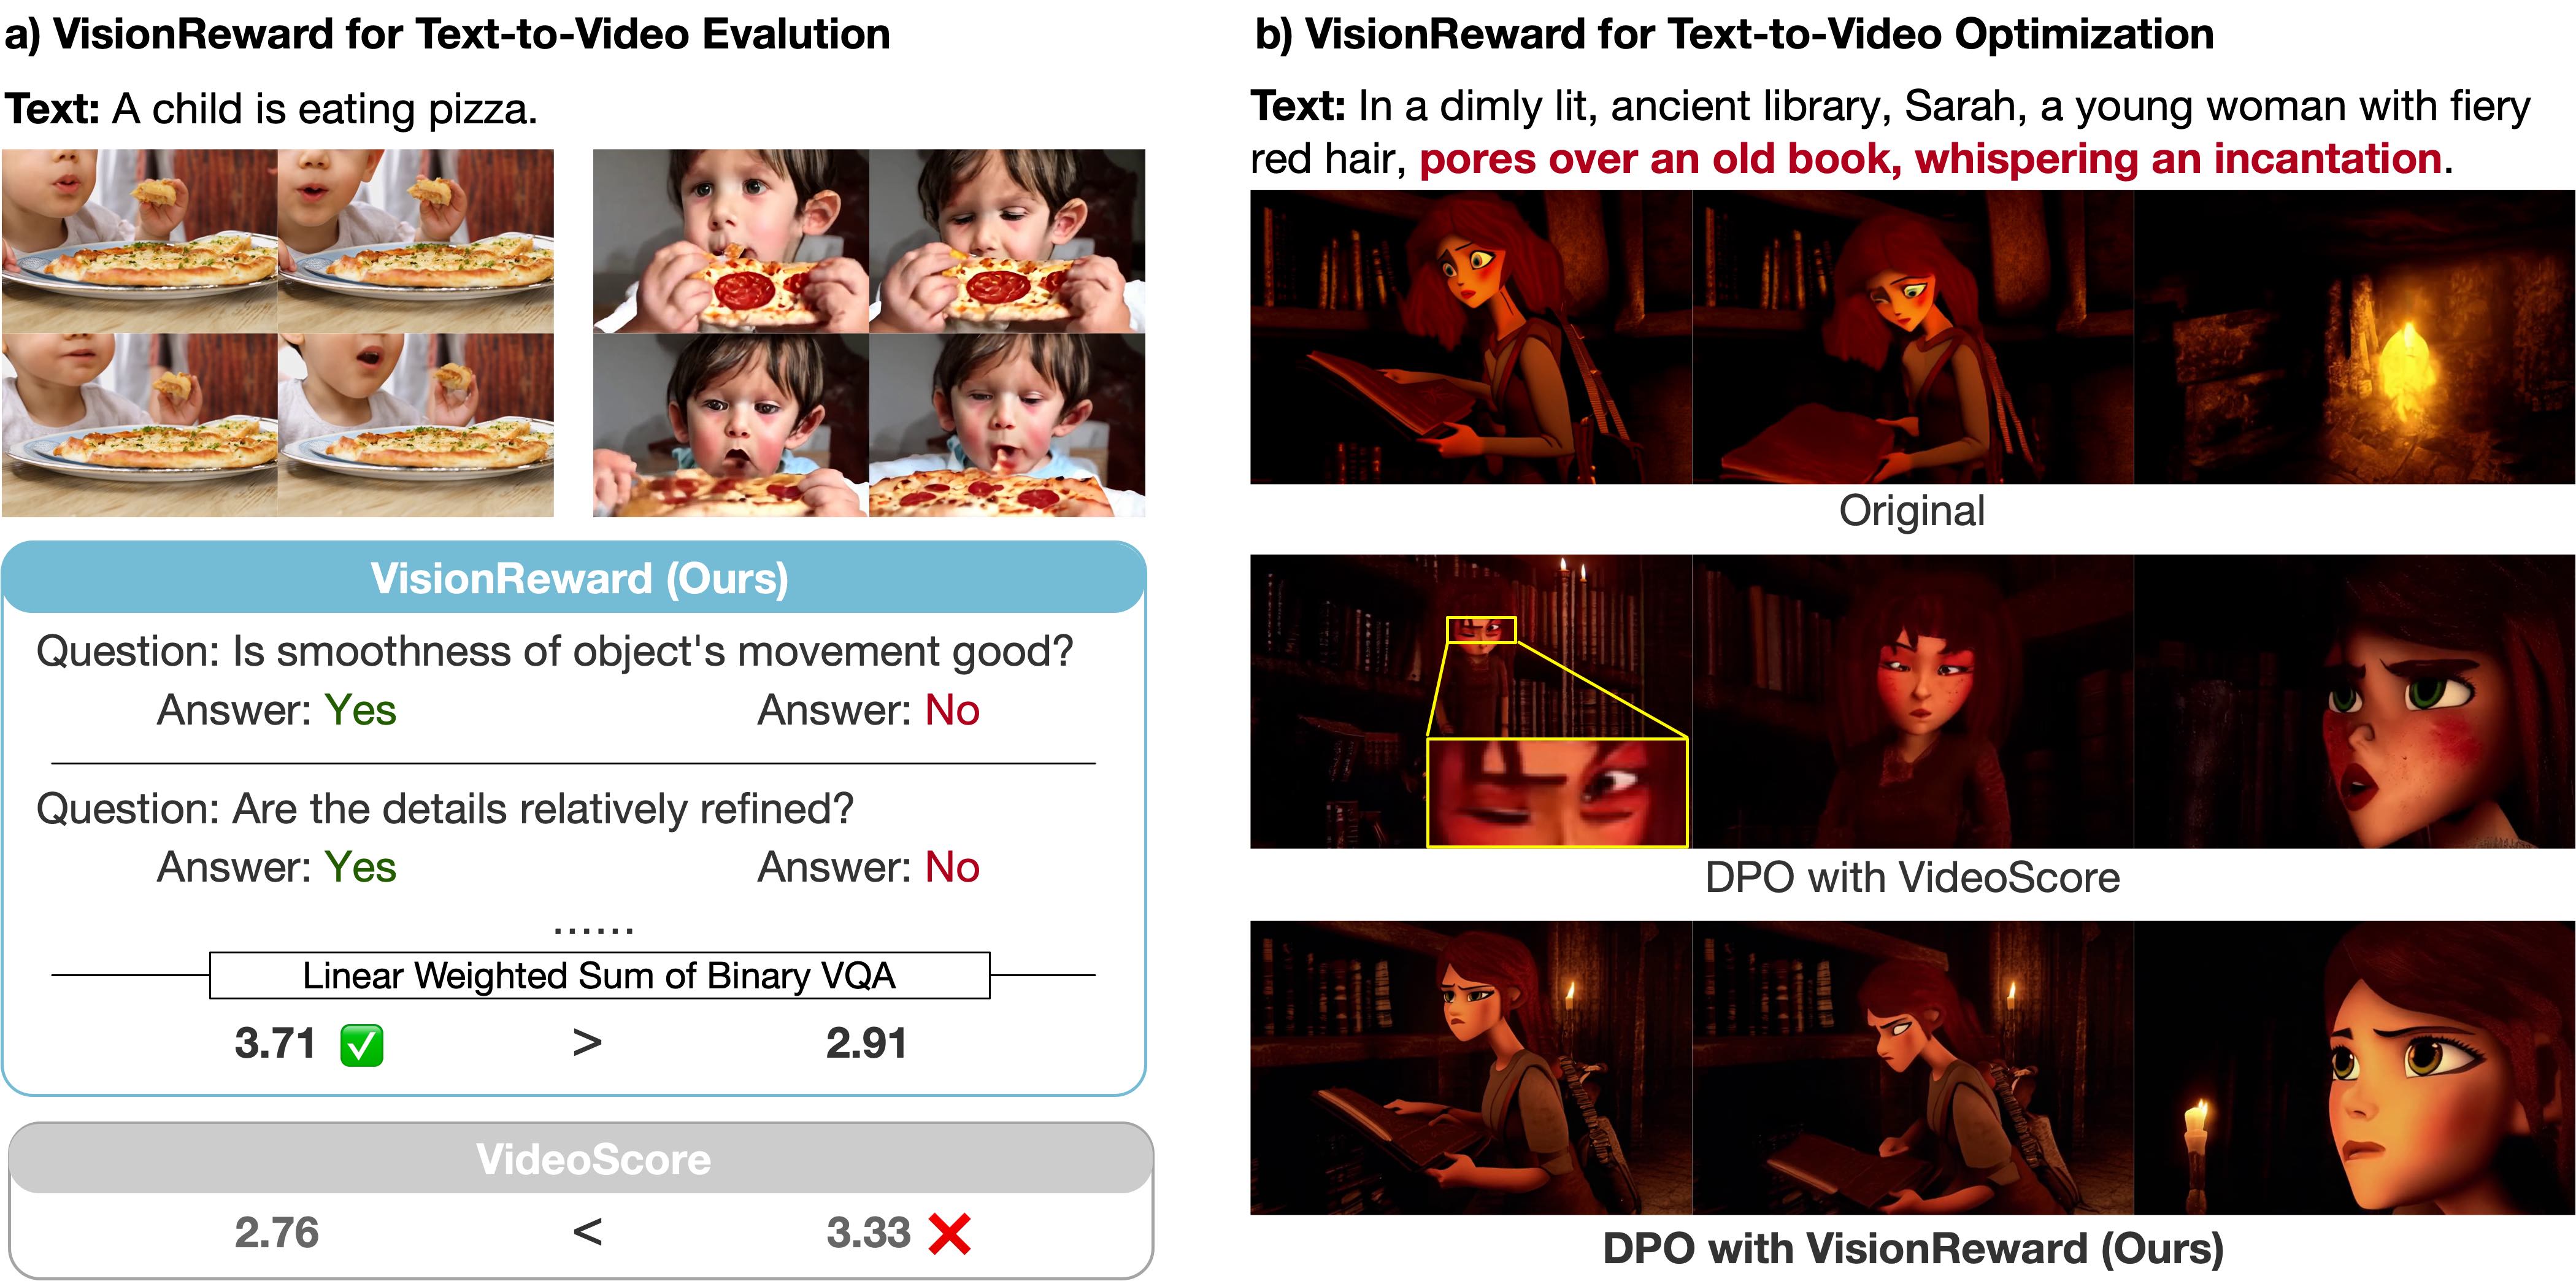 a) VisionReward for Text-to-Video Evalution
Text: A child is eating pizza.
VisionReward (Ours)
Question: Is smoothness of object's movement good?
Answer: Yes Answer: No
Question: Are the details relatively refined?
Answer: Yes Answer: No
......
Linear Weighted Sum of Binary VQA
3.71 ✅ > 2.91
VideoScore
2.76 < 3.33 ❌
b) VisionReward for Text-to-Video Optimization
Text: In a dimly lit, ancient library, Sarah, a young woman with fiery
red hair, pores over an old book, whispering an incantation.
Original
DPO with VideoScore
DPO with VisionReward (Ours)